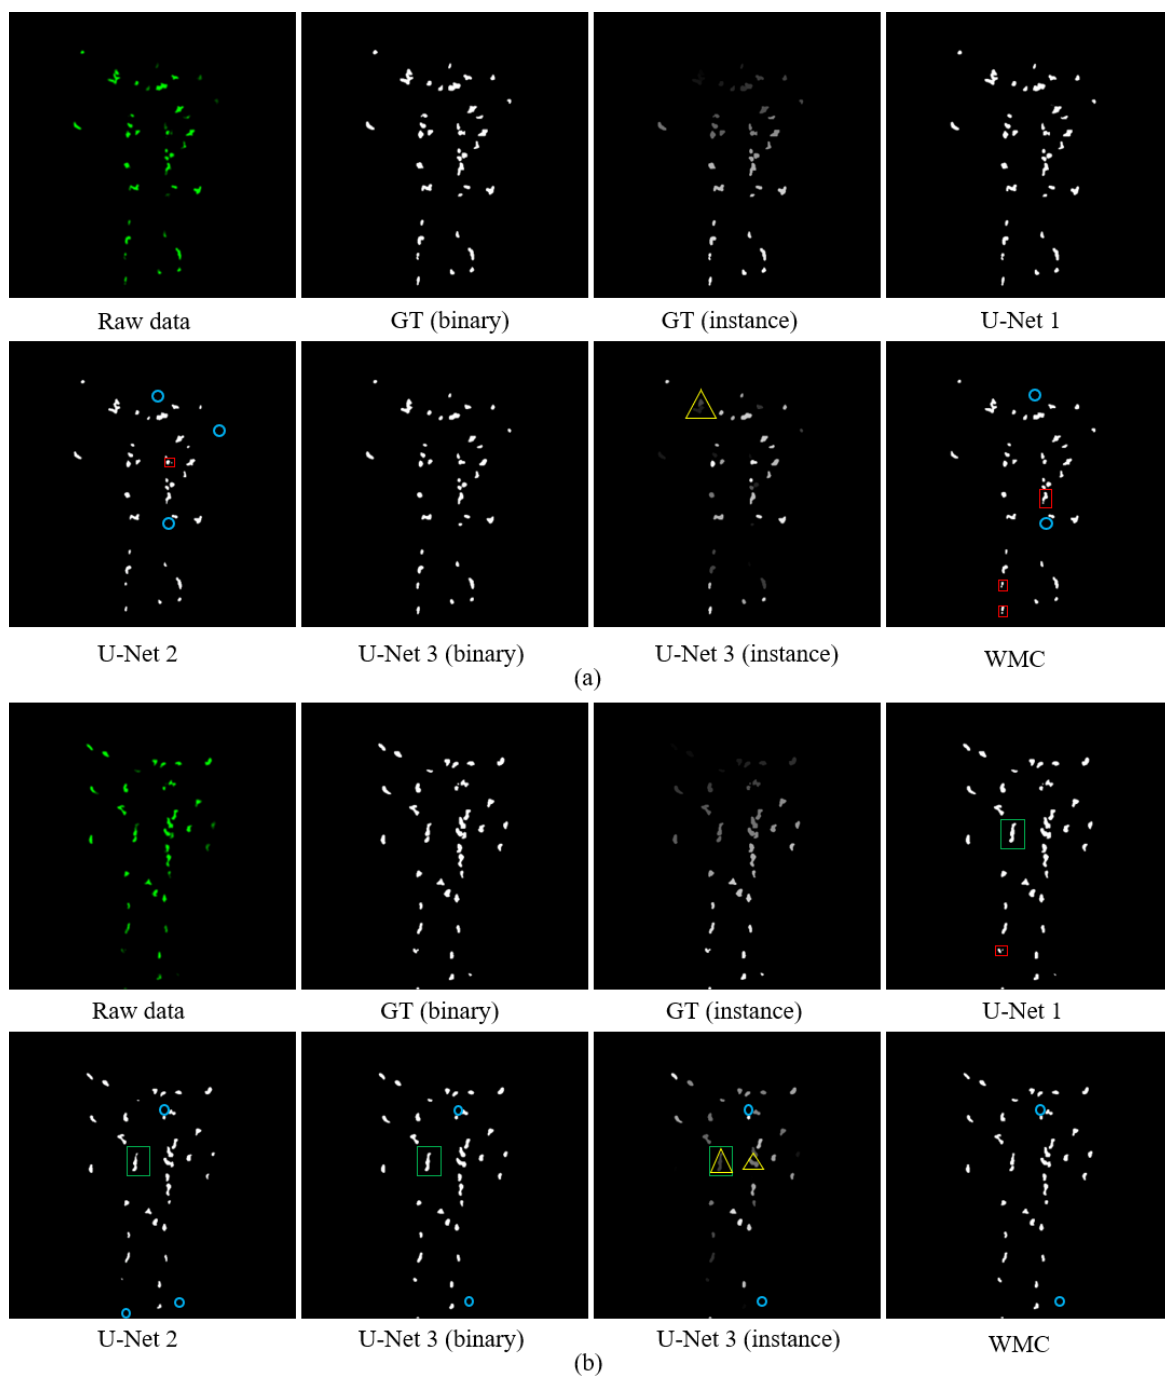 Raw data GT (binary) GT (instance) U-Net 1
U-Net 2 U-Net 3 (binary) U-Net 3 (instance) WMC
(a)
Raw data GT (binary) GT (instance) U-Net 1
U-Net 2 U-Net 3 (binary) U-Net 3 (instance) WMC
(b)